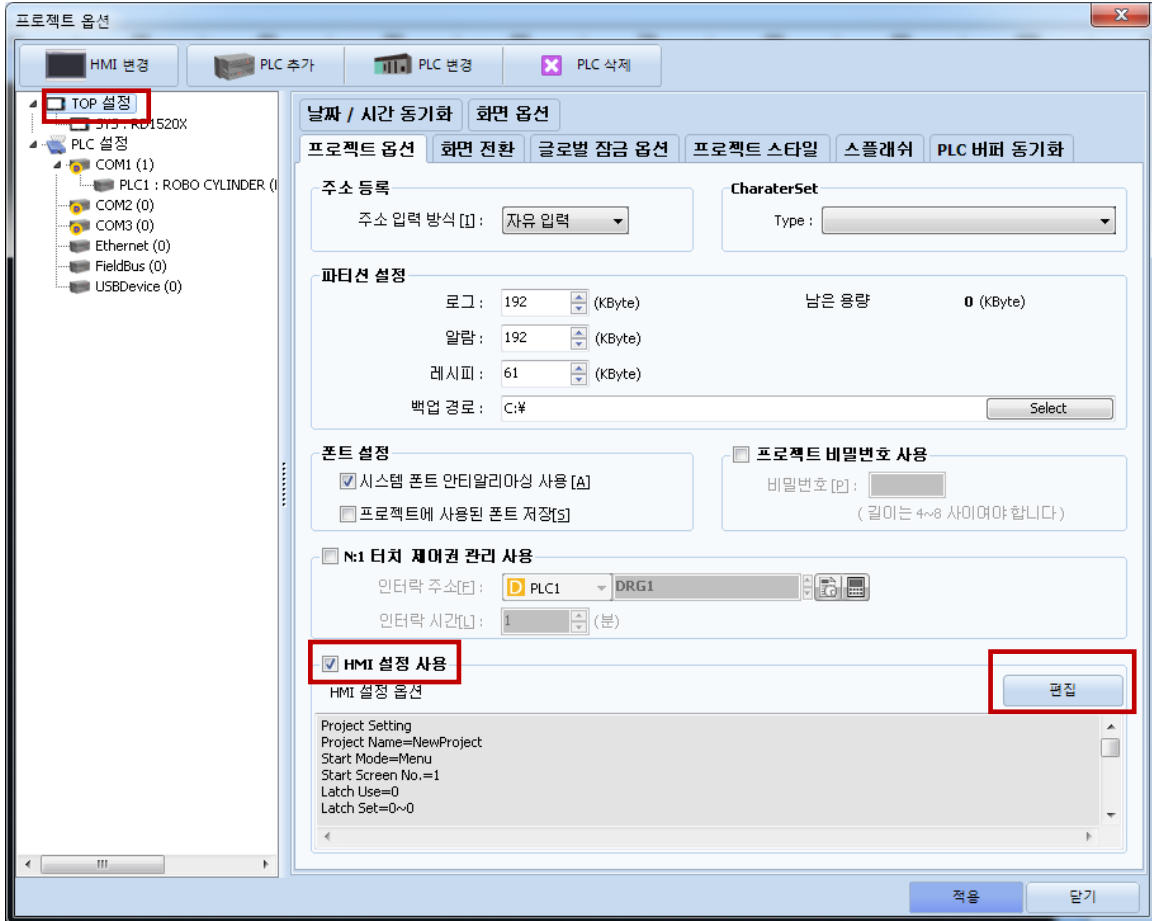 프로젝트 옵션
HMI 변경
PLC 추가
PLC 변경
PLC 삭제
TOP 설정
SYS : RD1520X
PLC 설정
COM1 (1)
PLC1 : ROBO CYLINDER (I
COM2 (0)
COM3 (0)
Ethernet (0)
FieldBus (0)
USBDevice (0)
날짜 / 시간 동기화 화면 옵션
프로젝트 옵션 화면 전환 글로벌 잠금 옵션 프로젝트 스타일 스플래쉬 PLC 버퍼 동기화
주소 등록
주소 입력 방식[I] : 자유 입력
CharaterSet
Type :
파티션 설정
로그 : 192 (KByte) 남은 용량 0 (KByte)
알람 : 192 (KByte)
레시피 : 61 (KByte)
백업 경로 : C:¥ Select
폰트 설정
시스템 폰트 안티알리아싱 사용[A]
프로젝트에 사용된 폰트 저장[S]
프로젝트 비밀번호 사용
비밀번호[P] :
( 길이는 4~8 사이여야 합니다 )
N:1 터치 제어권 관리 사용
인터락 주소[F] : D PLC1 DRG1
인터락 시간[L] : 1 (분)
HMI 설정 사용
HMI 설정 옵션 편집
Project Setting
Project Name=NewProject
Start Mode=Menu
Start Screen No.=1
Latch Use=0
Latch Set=0~0
적용 닫기